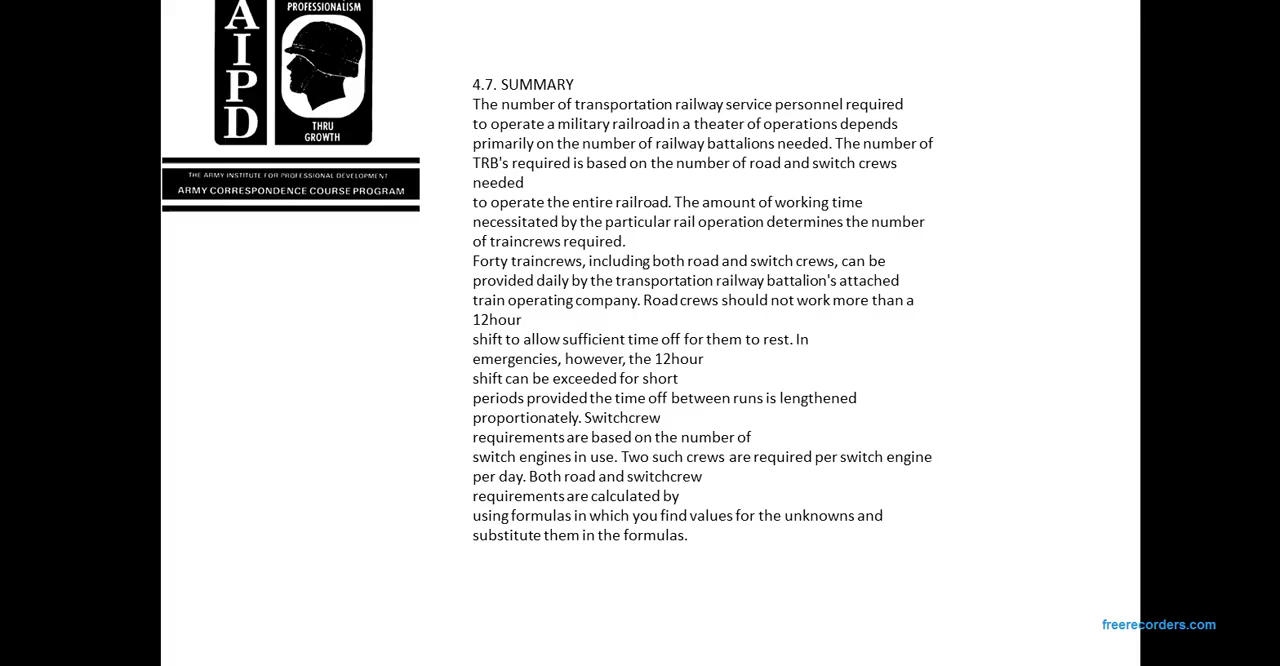 A
I
P
D
PROFESSIONALISM
THRU
GROWTH
THE ARMY INSTITUTE FOR PROFESSIONAL DEVELOPMENT
ARMY CORRESPONDENCE COURSE PROGRAM
4.7. SUMMARY
The number of transportation railway service personnel required
to operate a military railroad in a theater of operations depends
primarily on the number of railway battalions needed. The number of
TRB's required is based on the number of road and switch crews
needed
to operate the entire railroad. The amount of working time
necessitated by the particular rail operation determines the number
of traincrews required.
Forty traincrews, including both road and switch crews, can be
provided daily by the transportation railway battalion's attached
train operating company. Road crews should not work more than a
12hour
shift to allow sufficient time off for them to rest. In
emergencies, however, the 12hour
shift can be exceeded for short
periods provided the time off between runs is lengthened
proportionately. Switchcrew
requirements are based on the number of
switch engines in use. Two such crews are required per switch engine
per day. Both road and switchcrew
requirements are calculated by
using formulas in which you find values for the unknowns and
substitute them in the formulas.
freerecorders.com